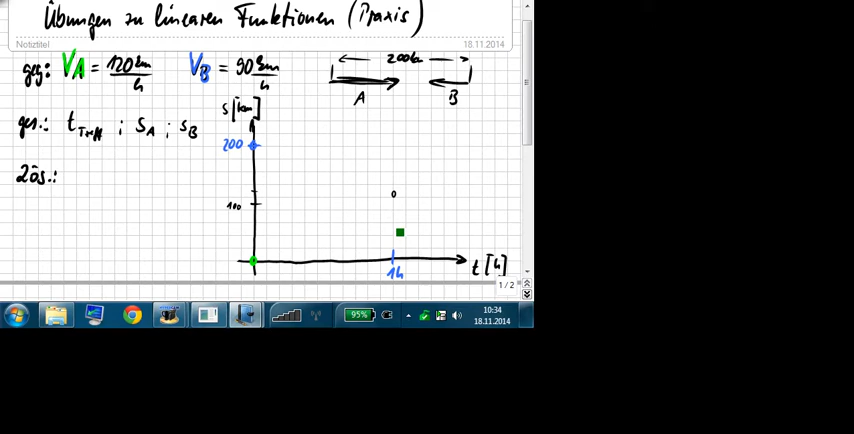 Übungen zu linearen Funktionen (Praxis)
Notiztitel
18.11.2014
geg: VA = 120 km/h VB = 90 km/h
200km
A B
ges.: tTreff ; sA ; sB
s [km]
200
Lös.:
100
1h
t [h]
1 / 2
95%
10:34
18.11.2014